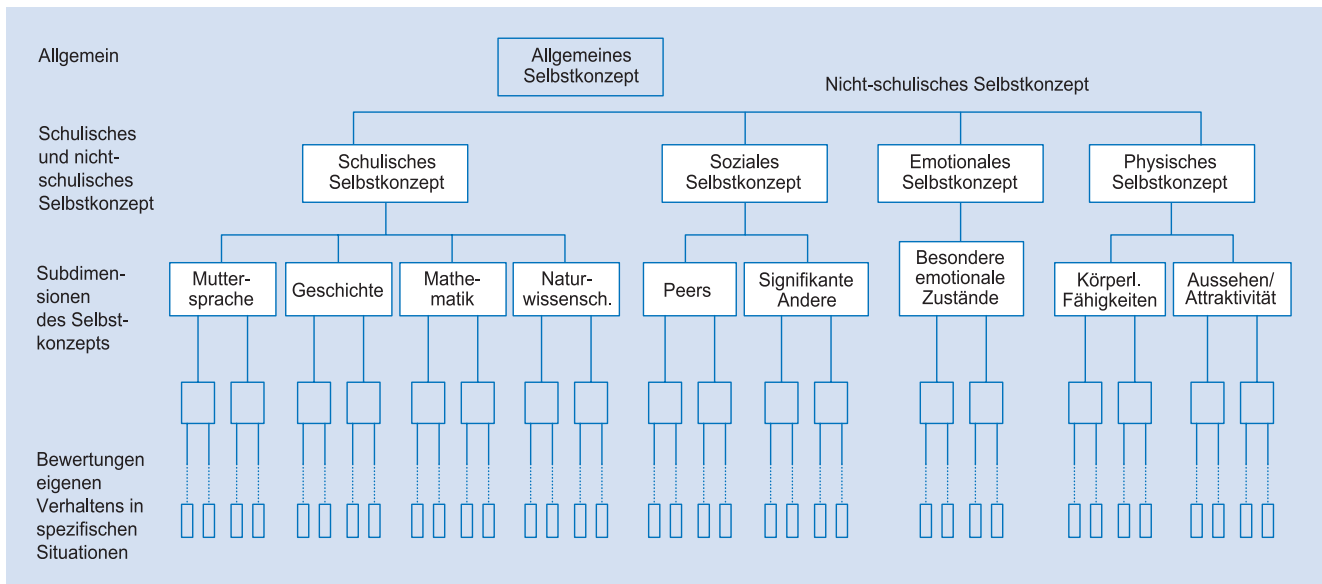 Allgemein
Allgemeines
Selbstkonzept
Nicht-schulisches Selbstkonzept
Schulisches
und nicht-
schulisches
Selbstkonzept
Schulisches
Selbstkonzept
Soziales
Selbstkonzept
Emotionales
Selbstkonzept
Physisches
Selbstkonzept
Subdimen-
sionen
des Selbst-
konzepts
Mutter-
sprache
Geschichte
Mathe-
matik
Natur-
wissensch.
Peers
Signifikante
Andere
Besondere
emotionale
Zustände
Körperl.
Fähigkeiten
Aussehen/
Attraktivität
Bewertungen
eigenen
Verhaltens in
spezifischen
Situationen